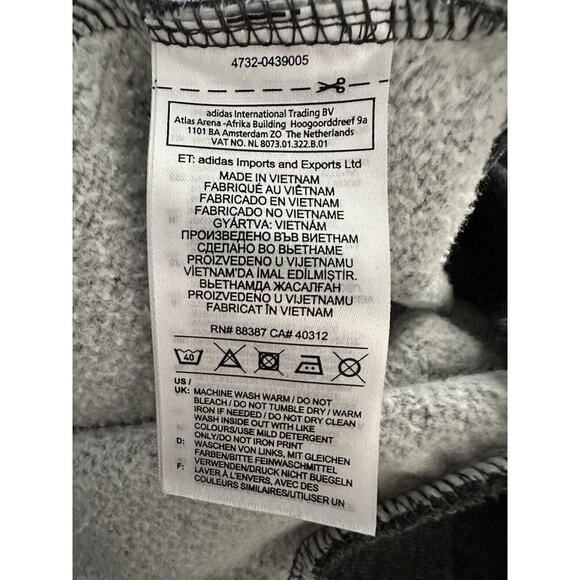 4732-0439005
adidas International Trading BV
Atlas Arena -Afrika Building Hoogoorddreef 9a
1101 BA Amsterdam ZO The Netherlands
VAT NO. NL 8073.01.322.B.01
ET: adidas Imports and Exports Ltd
MADE IN VIETNAM
FABRIQUÉ AU VIÊTNAM
FABRICADO EN VIETNAM
FABRICADO NO VIETNAME
GYÁRTVA: VIETNÁM
ПРОИЗВЕДЕНО ВЪВ ВИЕТНАМ
СДЕЛАНО ВО ВЬЕТНАМЕ
PROIZVEDENO U VIJETNAMU
VİETNAM'DA İMAL EDİLMİŞTİR.
ВЬЕТНАМДА ЖАСАЛҒАН
PROIZVEDENO U VIJETNAMU
FABRICAT ÎN VIETNAM
RN# 88387 CA# 40312
40
US /
UK: MACHINE WASH WARM / DO NOT
BLEACH / DO NOT TUMBLE DRY / WARM
IRON IF NEEDED / DO NOT DRY CLEAN
WASH INSIDE OUT WITH LIKE
COLOURS/USE MILD DETERGENT
ONLY/DO NOT IRON PRINT
D: WASCHEN VON LINKS, MIT GLEICHEN
FARBEN/BITTE FEINWASCHMITTEL
VERWENDEN/DRUCK NICHT BUEGELN
F: LAVER À L'ENVERS, AVEC DES
COULEURS SIMILAIRES/UTILISER UN